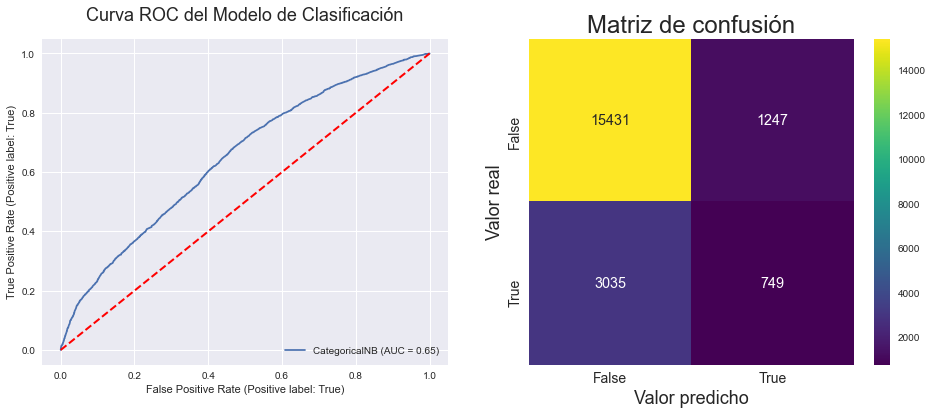 Curva ROC del Modelo de Clasificación
True Positive Rate (Positive label: True)
1.0
0.8
0.6
0.4
0.2
0.0
CategoricalNB (AUC = 0.65)
0.0 0.2 0.4 0.6 0.8 1.0
False Positive Rate (Positive label: True)
Matriz de confusión
Valor real
False
True
15431 1247
3035 749
False True
Valor predicho
14000
12000
10000
8000
6000
4000
2000